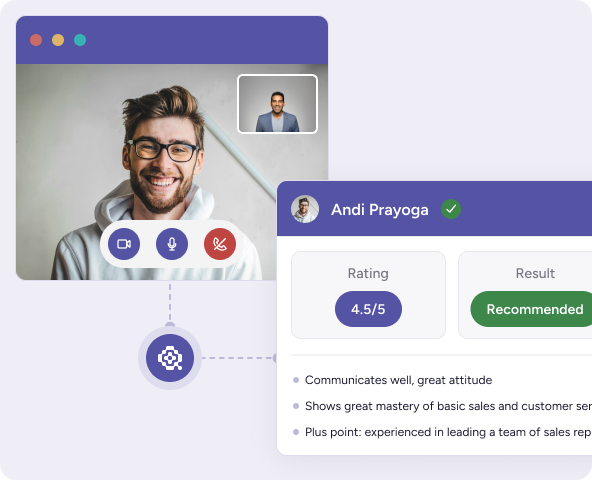 Andi Prayoga
Rating
Result
4.5/5
Recommended
Communicates well, great attitude
Shows great mastery of basic sales and customer ser
Plus point: experienced in leading a team of sales rep